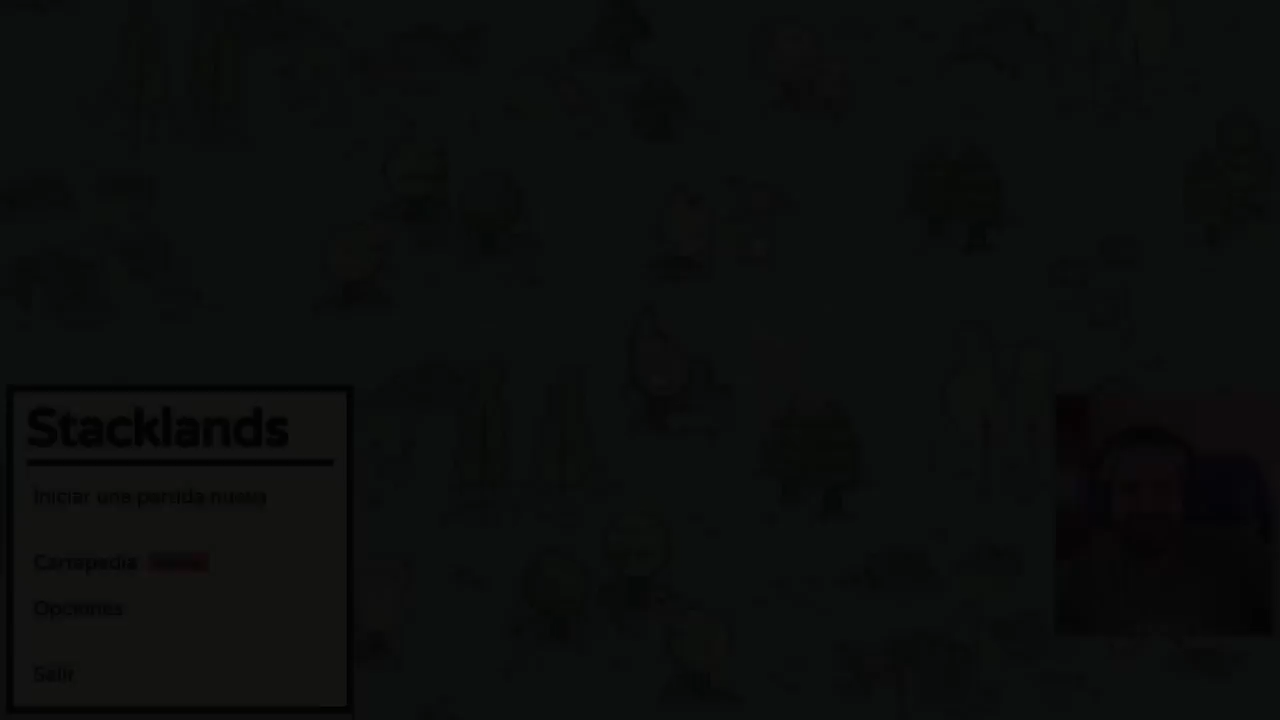 Stacklands
Iniciar una partida nueva
Cartapedia
Opciones
Salir